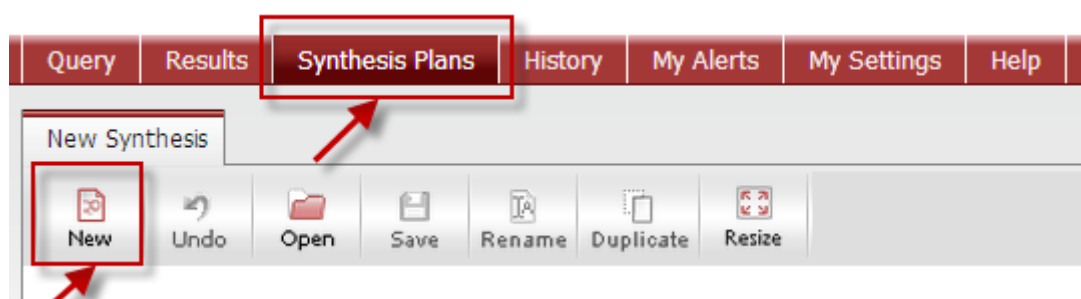 Query Results Synthesis Plans History My Alerts My Settings Help
New Synthesis
New Undo Open Save Rename Duplicate Resize